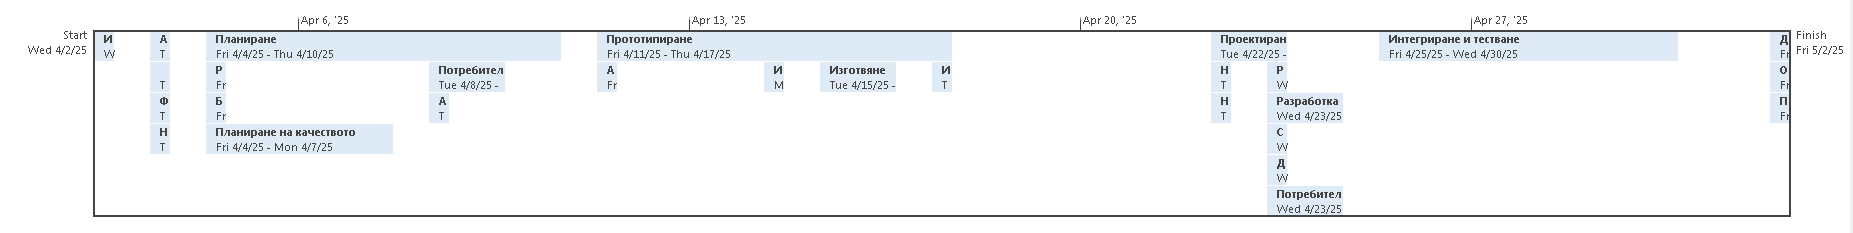 Apr 6, '25 Apr 13, '25 Apr 20, '25 Apr 27, '25
Start
Wed 4/2/25
Finish
Fri 5/2/25
И
W
А
T
Планиране
Fri 4/4/25 - Thu 4/10/25
Прототипиране
Fri 4/11/25 - Thu 4/17/25
Проектиран
Tue 4/22/25 -
Интегриране и тестване
Fri 4/25/25 - Wed 4/30/25
Д
Fr
T
Р
Fr
Потребител
Tue 4/8/25 -
А
Fr
И
M
Изготвяне
Tue 4/15/25 -
И
T
Н
T
Р
W
О
Fr
Ф
T
Б
Fr
А
T
Н
T
Разработка
Wed 4/23/25
П
Fr
Н
T
Планиране на качеството
Fri 4/4/25 - Mon 4/7/25
С
W
Д
W
Потребител
Wed 4/23/25